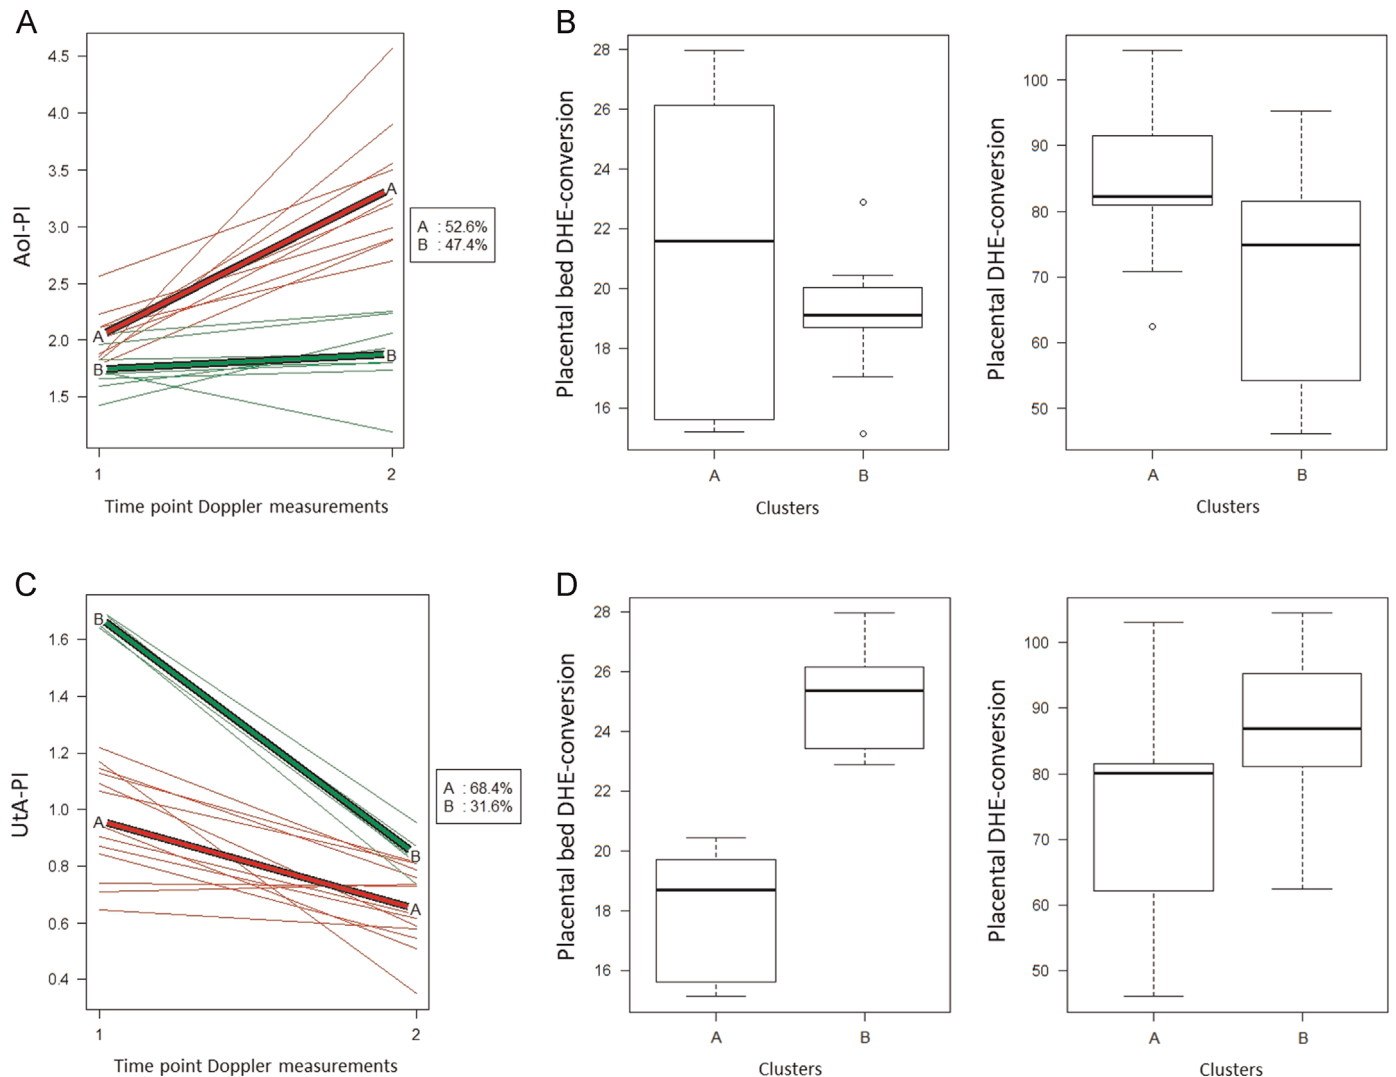 A
AoI-PI
4.5
4.0
3.5
3.0
2.5
2.0
1.5
A
B
A
B
A : 52.6%
B : 47.4%
1
2
Time point Doppler measurements
B
Placental bed DHE-conversion
28
26
24
22
20
18
16
A
B
Clusters
Placental DHE-conversion
100
90
80
70
60
50
A
B
Clusters
C
UtA-PI
1.6
1.4
1.2
1.0
0.8
0.6
0.4
B
A
B
A
A : 68.4%
B : 31.6%
1
2
Time point Doppler measurements
D
Placental bed DHE-conversion
28
26
24
22
20
18
16
A
B
Clusters
Placental DHE-conversion
100
90
80
70
60
50
A
B
Clusters